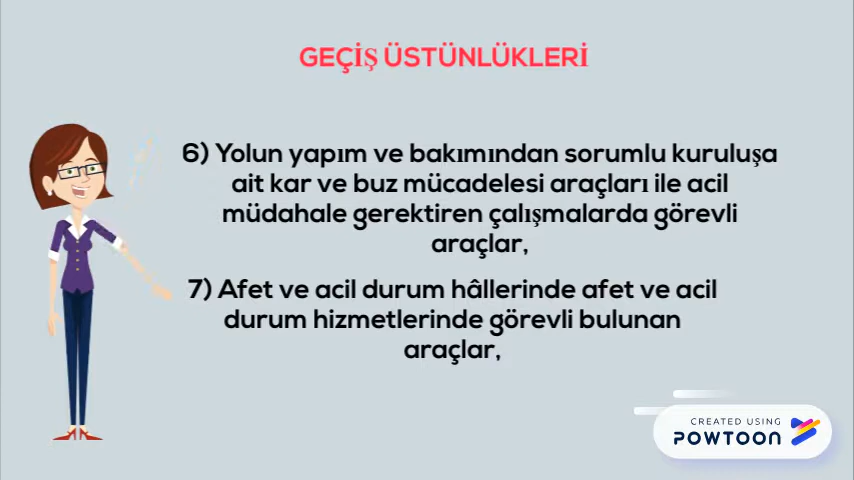 GEÇİŞ ÜSTÜNLÜKLERİ
6) Yolun yapım ve bakımından sorumlu kuruluşa
ait kar ve buz mücadelesi araçları ile acil
müdahale gerektiren çalışmalarda görevli
araçlar,
7) Afet ve acil durum hâllerinde afet ve acil
durum hizmetlerinde görevli bulunan
araçlar,
CREATED USING
POWTOON